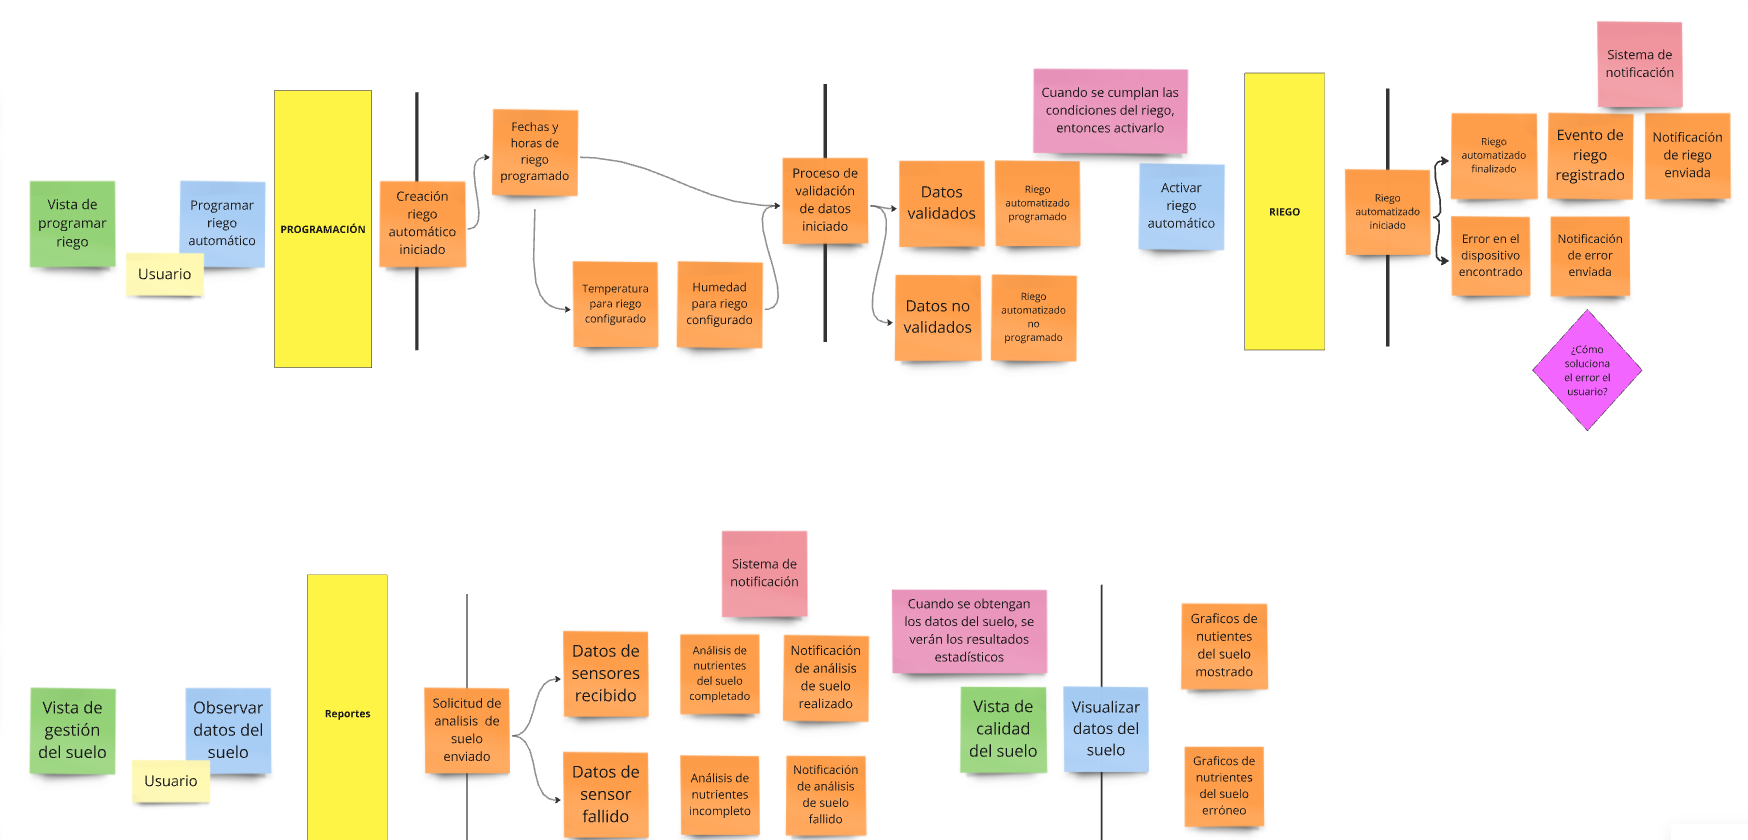 Vista de
programar
riego
Programar
riego
automático
Usuario
PROGRAMACIÓN
Creación
riego
automático
iniciado
Fechas y
horas de
riego
programado
Temperatura
para riego
configurado
Humedad
para riego
configurado
Proceso de
validación
de datos
iniciado
Datos
validados
Riego
automatizado
programado
Datos no
validados
Riego
automatizado
no
programado
Cuando se cumplan las
condiciones del riego,
entonces activarlo
Activar
riego
automático
RIEGO
Riego
automatizado
iniciado
Sistema de
notificación
Riego
automatizado
finalizado
Evento de
riego
registrado
Notificación
de riego
enviada
Error en el
dispositivo
encontrado
Notificación
de error
enviada
¿Cómo
soluciona
el error el
usuario?
Vista de
gestión
del suelo
Observar
datos del
suelo
Usuario
Reportes
Solicitud de
analisis de
suelo
enviado
Sistema de
notificación
Datos de
sensores
recibido
Análisis de
nutrientes
del suelo
completado
Notificación
de análisis
de suelo
realizado
Datos de
sensor
fallido
Análisis de
nutrientes
incompleto
Notificación
de análisis
de suelo
fallido
Cuando se obtengan
los datos del suelo, se
verán los resultados
estadísticos
Vista de
calidad
del suelo
Visualizar
datos del
suelo
Graficos de
nutientes
del suelo
mostrado
Graficos de
nutrientes
del suelo
erróneo